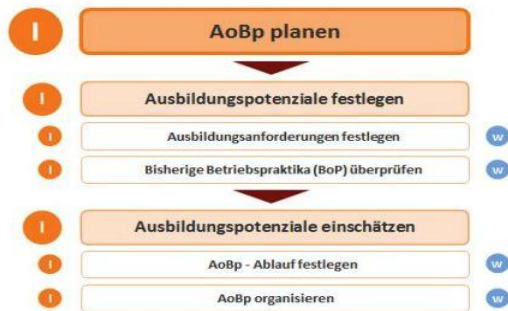 I AoBp planen
I Ausbildungspotenziale festlegen
I Ausbildungsanforderungen festlegen w
I Bisherige Betriebspraktika (BoP) überprüfen w
I Ausbildungspotenziale einschätzen
I AoBp - Ablauf festlegen w
I AoBp organisieren w